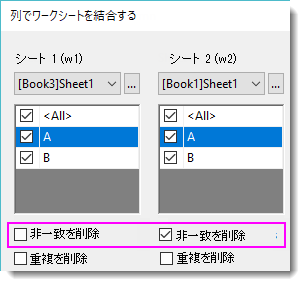 列でワークシートを結合する
シート 1 (w1) シート 2 (w2)
[Book3]Sheet1 ... [Book1]Sheet1 ...
<All> <All>
A A
B B
非一致を削除 非一致を削除
重複を削除 重複を削除